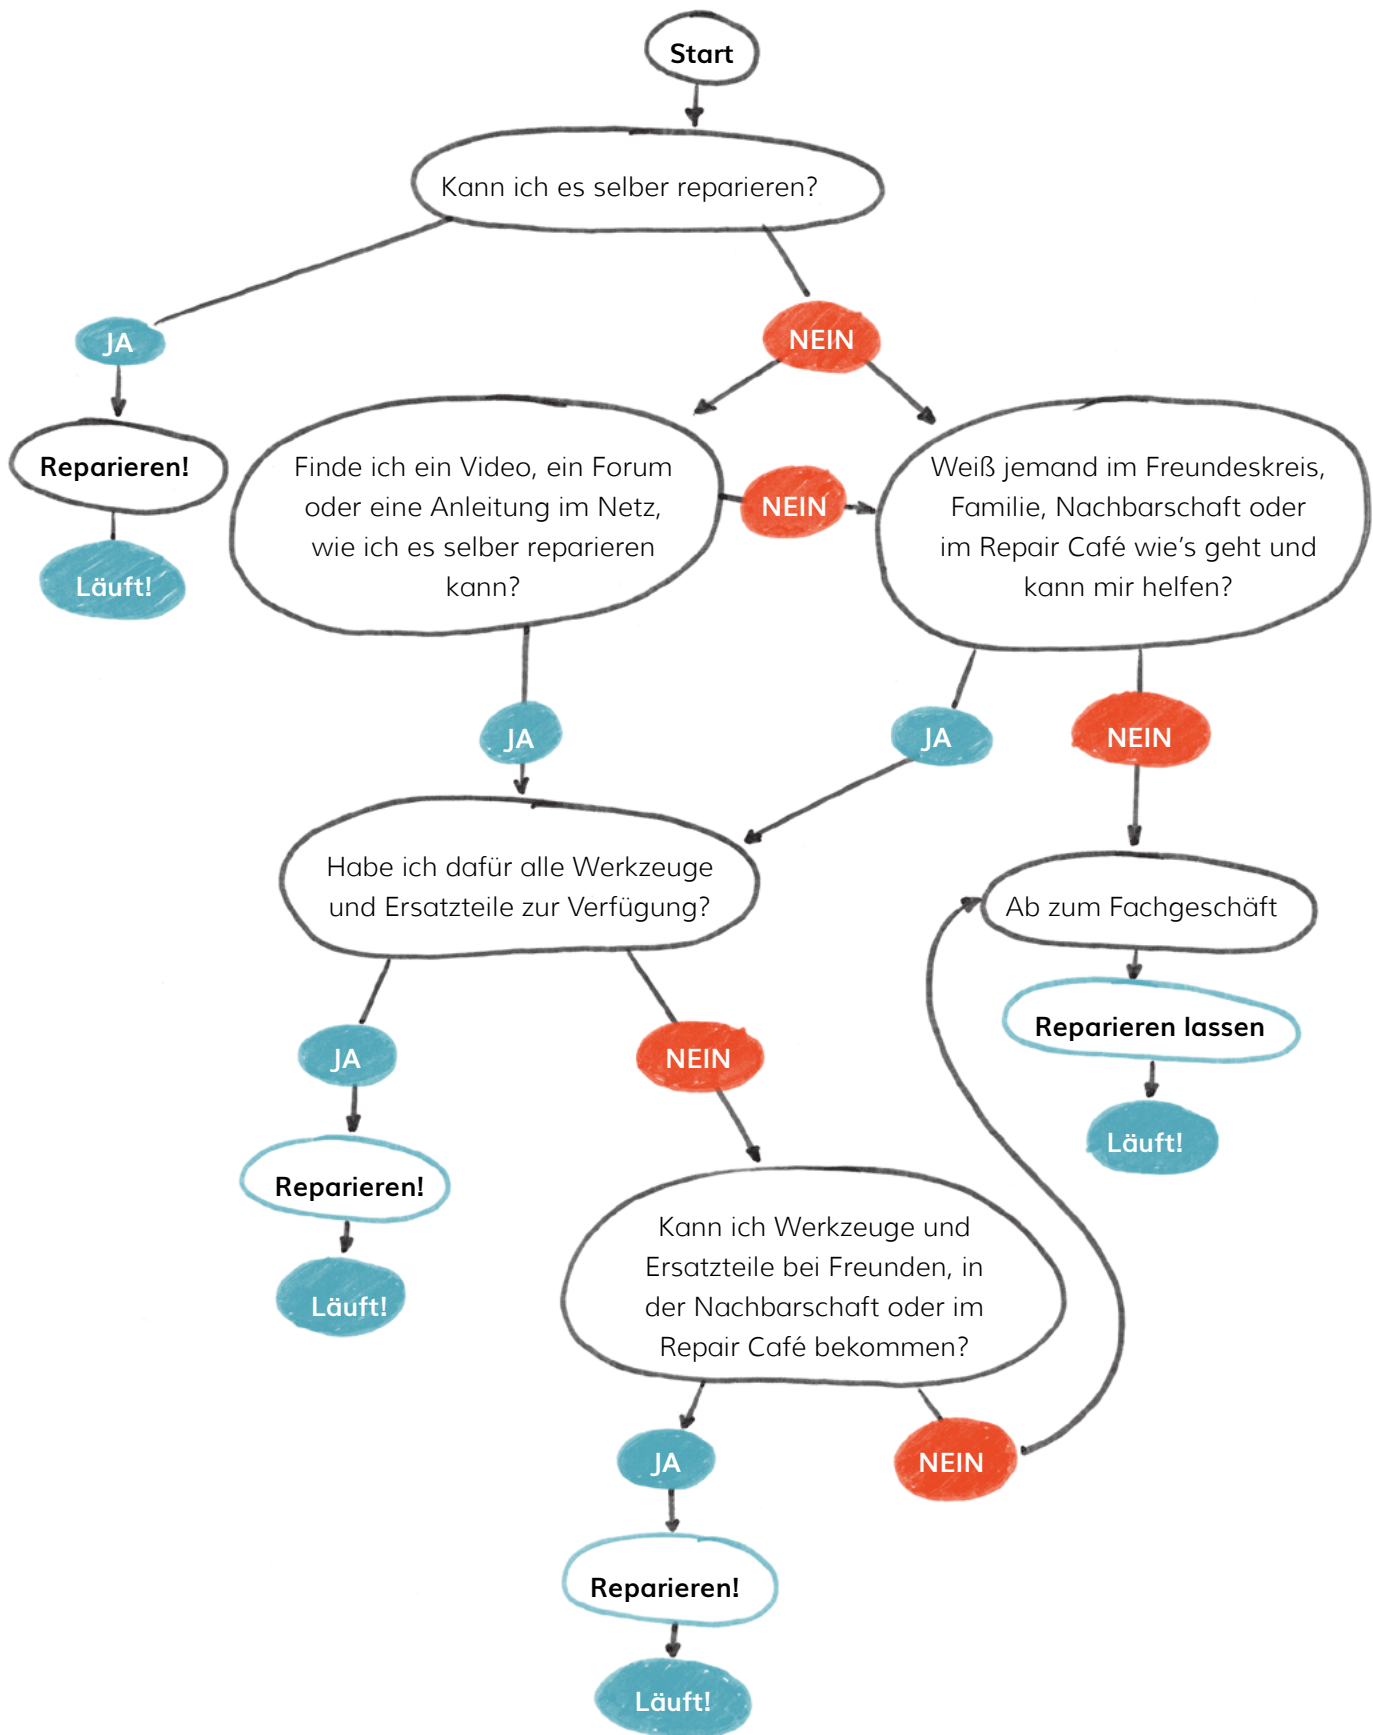 Start
Kann ich es selber reparieren?
JA
NEIN
Reparieren!
Läuft!
Finde ich ein Video, ein Forum
oder eine Anleitung im Netz,
wie ich es selber reparieren
kann?
NEIN
Weiß jemand im Freundeskreis,
Familie, Nachbarschaft oder
im Repair Café wie’s geht und
kann mir helfen?
JA
JA
NEIN
Habe ich dafür alle Werkzeuge
und Ersatzteile zur Verfügung?
Ab zum Fachgeschäft
Reparieren lassen
Läuft!
JA
NEIN
Reparieren!
Läuft!
Kann ich Werkzeuge und
Ersatzteile bei Freunden, in
der Nachbarschaft oder im
Repair Café bekommen?
JA
NEIN
Reparieren!
Läuft!